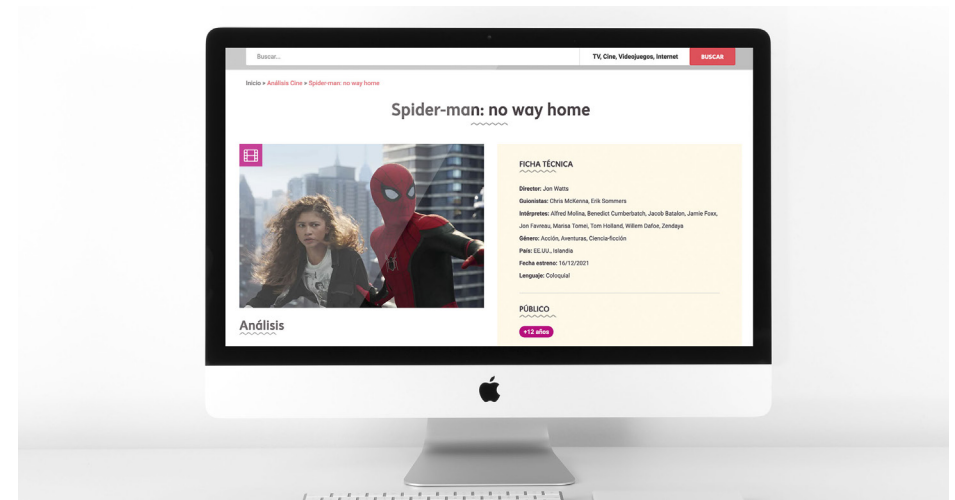 Buscar...
TV, Cine, Videojuegos, Internet
BUSCAR
Inicio > Análisis Cine > Spider-man: no way home
Spider-man: no way home
FICHA TÉCNICA
Director: Jon Watts
Guionistas: Chris McKenna, Erik Sommers
Intérpretes: Alfred Molina, Benedict Cumberbatch, Jacob Batalon, Jamie Foxx,
Jon Favreau, Marisa Tomei, Tom Holland, Willem Dafoe, Zendaya
Género: Acción, Aventuras, Ciencia-ficción
País: EE.UU., Islandia
Fecha estreno: 16/12/2021
Lenguaje: Coloquial
PÚBLICO
+12 años
Análisis